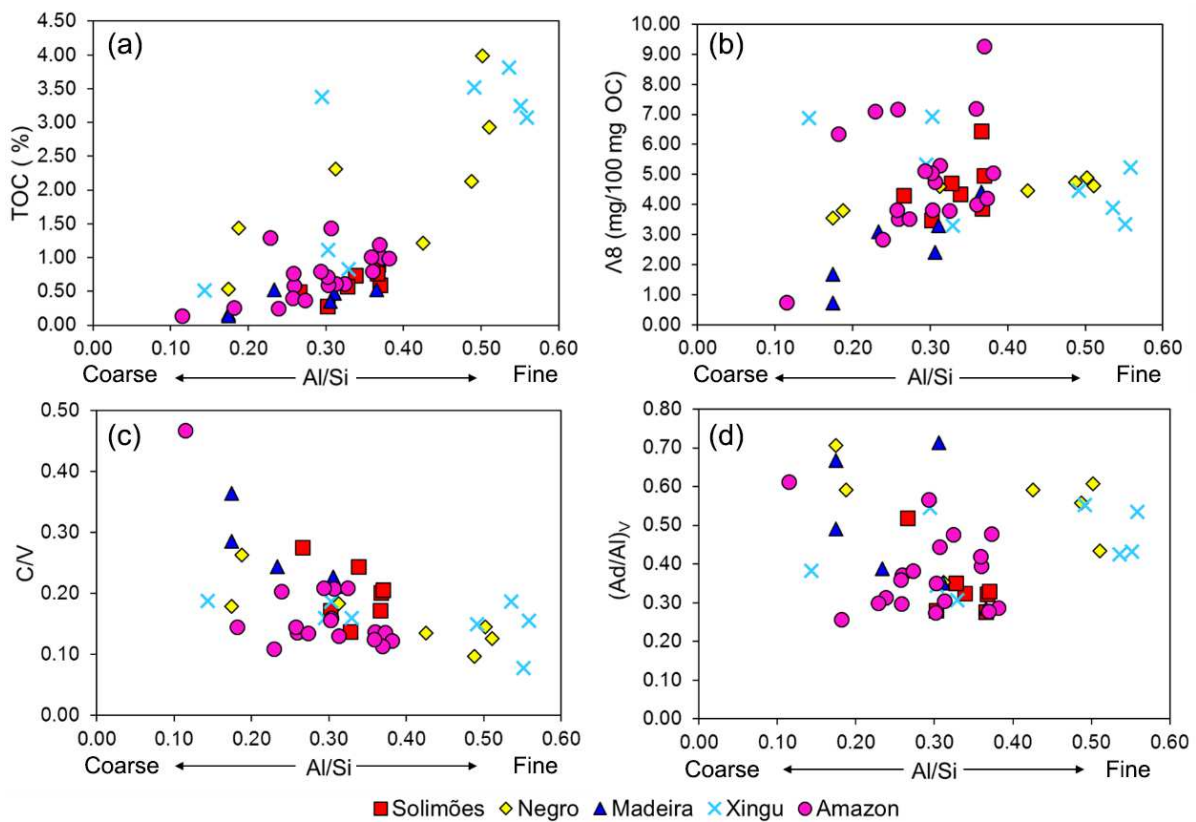 (a)
TOC ( %)
4.50
4.00
3.50
3.00
2.50
2.00
1.50
1.00
0.50
0.00
0.00 0.10 0.20 0.30 0.40 0.50 0.60
Coarse Al/Si Fine
(b)
Λ8 (mg/100 mg OC)
10.00
9.00
8.00
7.00
6.00
5.00
4.00
3.00
2.00
1.00
0.00
0.00 0.10 0.20 0.30 0.40 0.50 0.60
Coarse Al/Si Fine
(c)
C/V
0.50
0.40
0.30
0.20
0.10
0.00
0.00 0.10 0.20 0.30 0.40 0.50 0.60
Coarse Al/Si Fine
(d)
(Ad/Al)V
0.80
0.70
0.60
0.50
0.40
0.30
0.20
0.10
0.00
0.00 0.10 0.20 0.30 0.40 0.50 0.60
Coarse Al/Si Fine
Solimões Negro Madeira Xingu Amazon